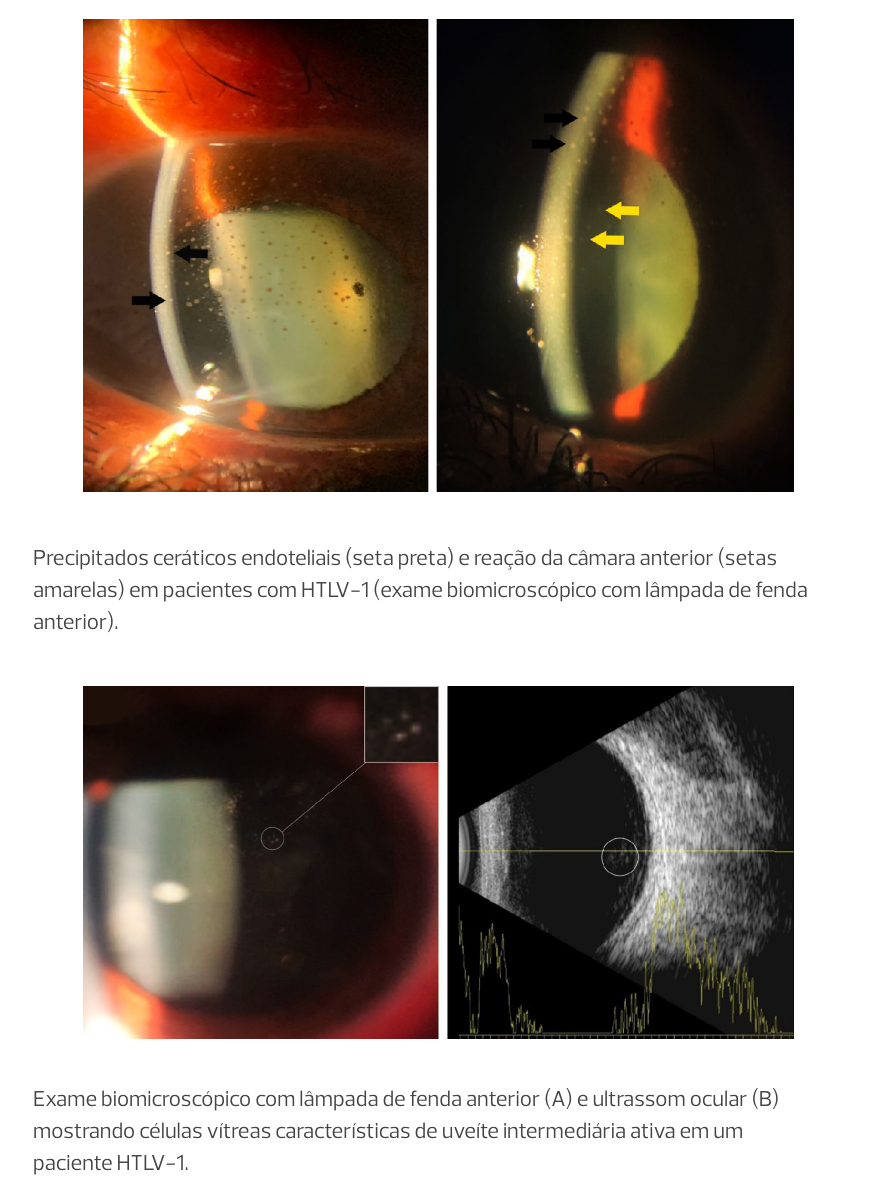 Precipitados ceráticos endoteliais (seta preta) e reação da câmara anterior (setas
amarelas) em pacientes com HTLV-1 (exame biomicroscópico com lâmpada de fenda
anterior).
Exame biomicroscópico com lâmpada de fenda anterior (A) e ultrassom ocular (B)
mostrando células vítreas características de uveíte intermediária ativa em um
paciente HTLV-1.